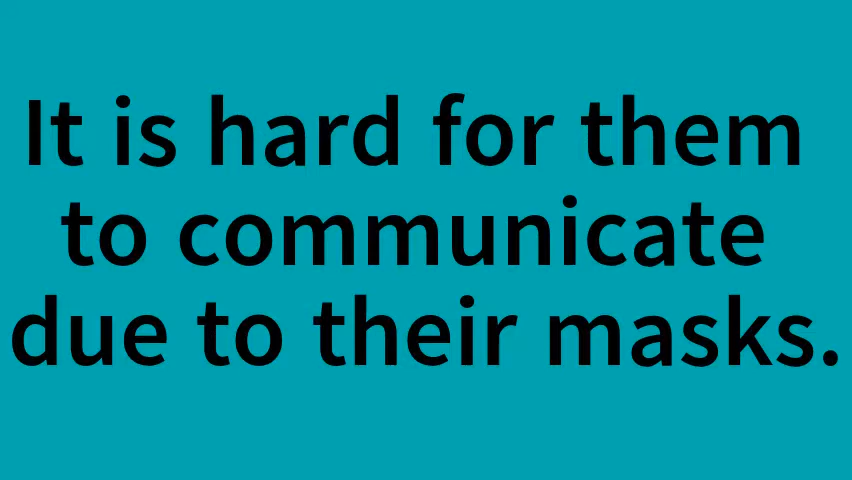 It is hard for them
to communicate
due to their masks.